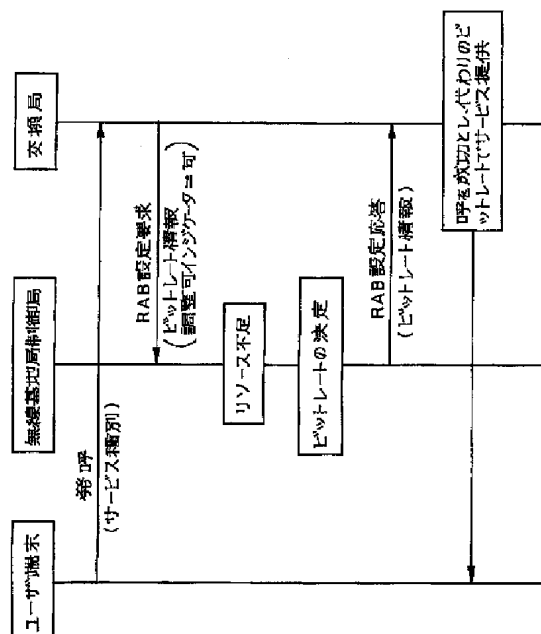 ユーザ端末
無線基地局制御局
交換局
発呼
(サービス種別)
RAB設定要求
ビットレート情報
調整可インジケータ=可
リソース不足
ビットレートの決定
RAB設定応答
(ビットレート情報)
呼を成功とし、代わりのビ
ットレートでサービス提供